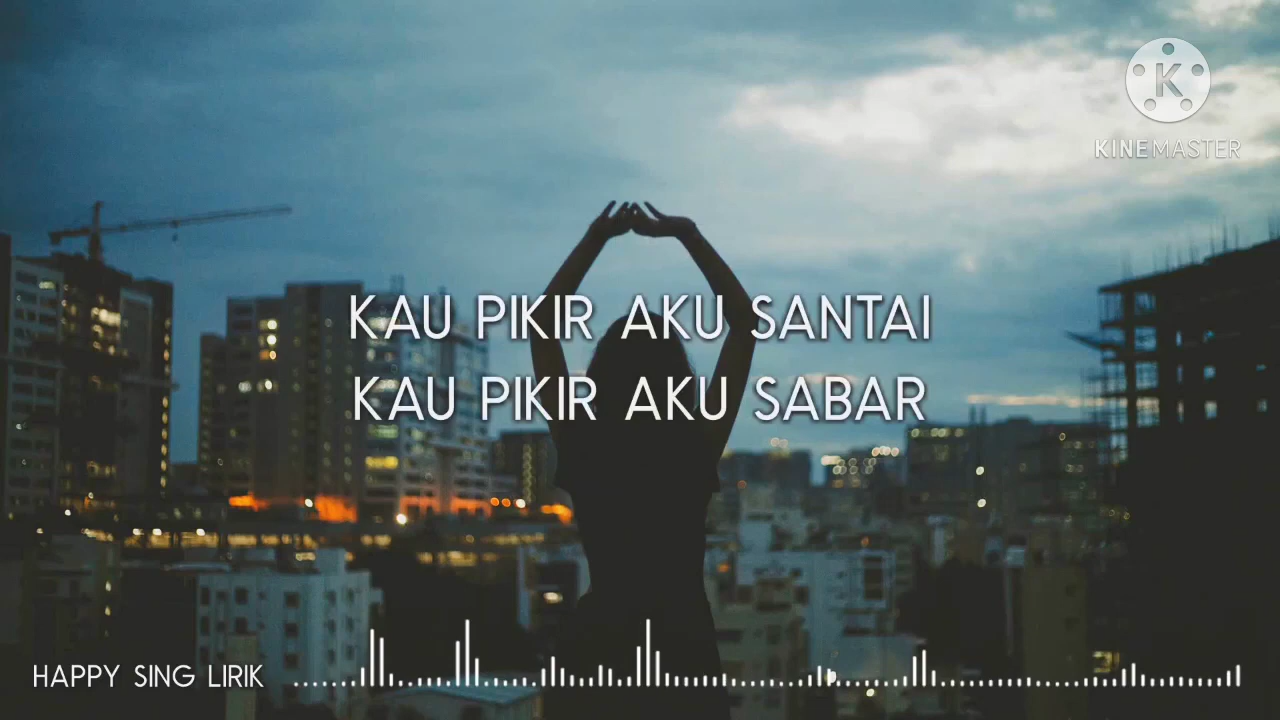 K
KINEMASTER
KAU PIKIR AKU SANTAI
KAU PIKIR AKU SABAR
HAPPY SING LIRIK